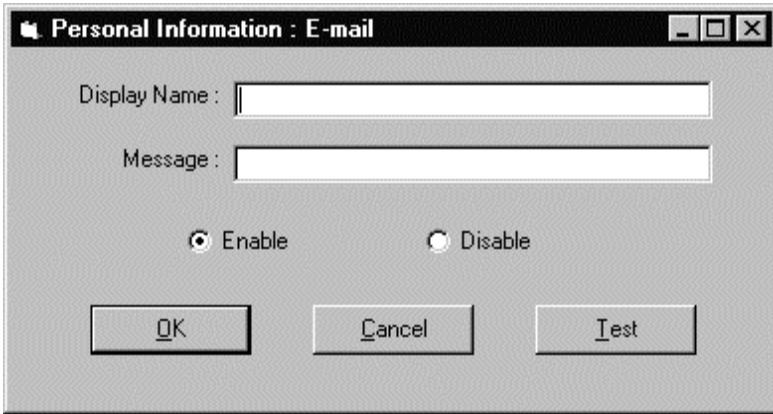 Personal Information : E-mail
Display Name :
Message :
Enable Disable
OK Cancel Test